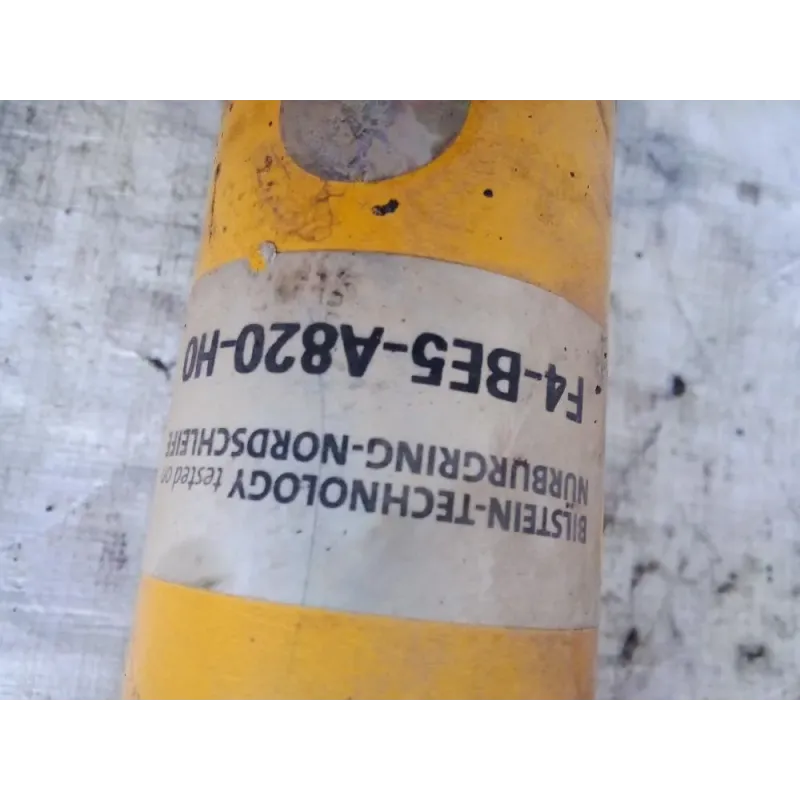 BILSTEIN-TECHNOLOGY tested on
NÜRBURGRING-NORDSCHLEIFE
F4-BE5-A820-H0